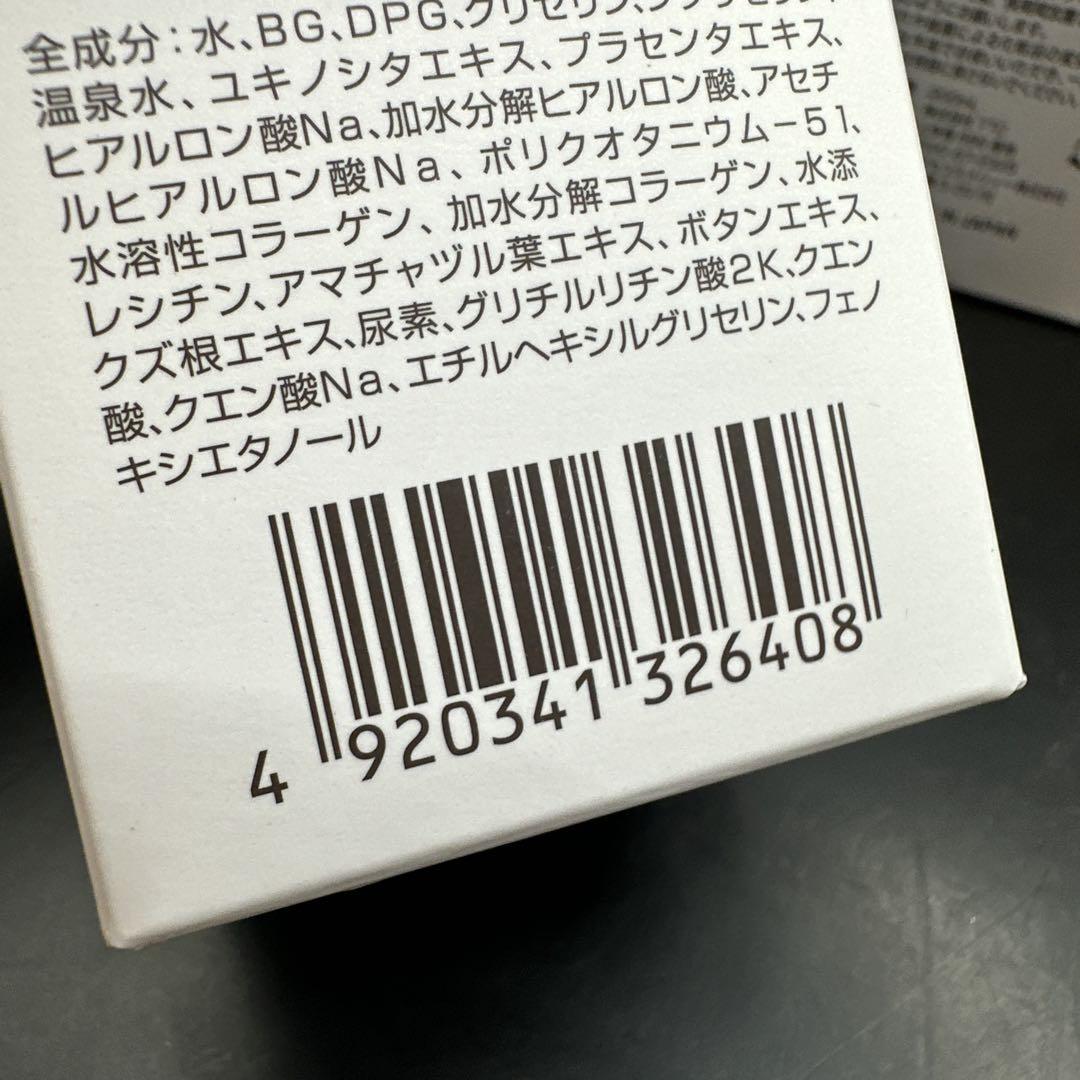 全成分:水、BG、DPG、グリセリン、
温泉水、ユキノシタエキス、プラセンタエキス、
ヒアルロン酸Na、加水分解ヒアルロン酸、アセチ
ルヒアルロン酸Na、ポリクオタニウム-51、
水溶性コラーゲン、加水分解コラーゲン、水添
レシチン、アマチャヅル葉エキス、ボタンエキス、
クズ根エキス、尿素、グリチルリチン酸2K、クエン
酸、クエン酸Na、エチルヘキシルグリセリン、フェノ
キシエタノール
4 920341 326408